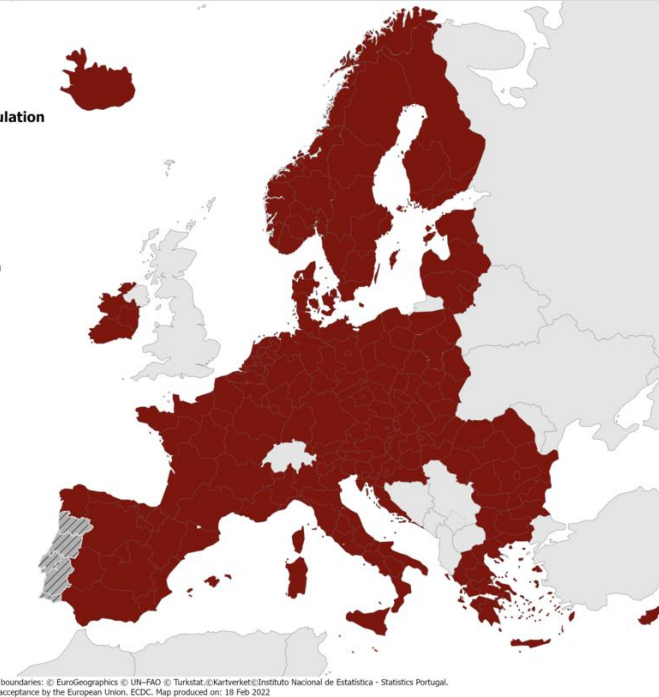 ulation
boundaries: © EuroGeographics © UN–FAO © Turkstat.©Kartverket©Instituto Nacional de Estatística - Statistics Portugal.
acceptance by the European Union. ECDC. Map produced on: 18 Feb 2022